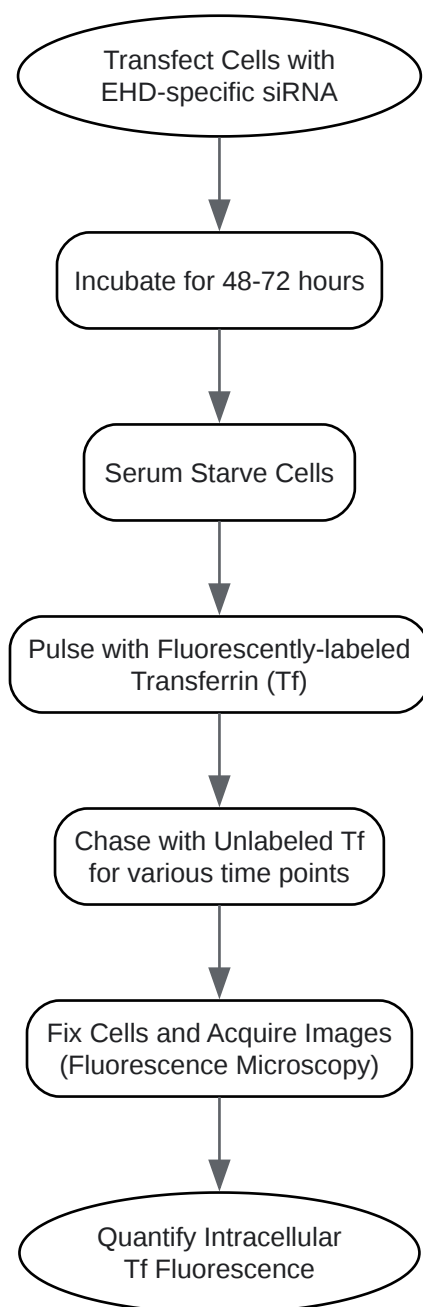 Transfect Cells with
EHD-specific siRNA
Incubate for 48-72 hours
Serum Starve Cells
Pulse with Fluorescently-labeled
Transferrin (Tf)
Chase with Unlabeled Tf
for various time points
Fix Cells and Acquire Images
(Fluorescence Microscopy)
Quantify Intracellular
Tf Fluorescence